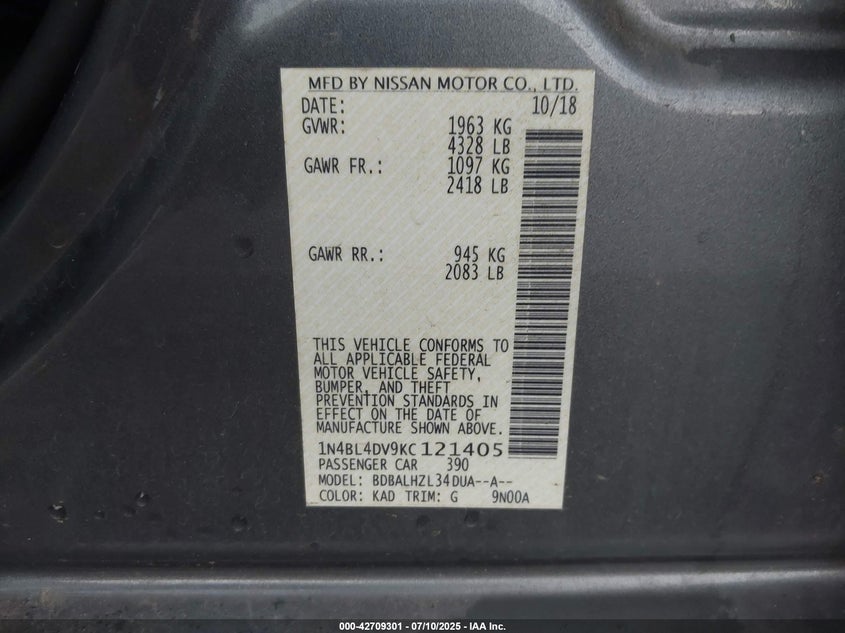 MFD BY NISSAN MOTOR CO., LTD.
DATE: 10/18
GVWR: 1963 KG
4328 LB
GAWR FR.: 1097 KG
2418 LB
GAWR RR.: 945 KG
2083 LB
THIS VEHICLE CONFORMS TO
ALL APPLICABLE FEDERAL
MOTOR VEHICLE SAFETY,
BUMPER, AND THEFT
PREVENTION STANDARDS IN
EFFECT ON THE DATE OF
MANUFACTURE SHOWN ABOVE.
1N4BL4DV9KC121405
PASSENGER CAR 390
MODEL: BDBALHZL34DUA--A--
COLOR: KAD TRIM: G 9N00A
000-42709301 - 07/10/2025 - IAA Inc.